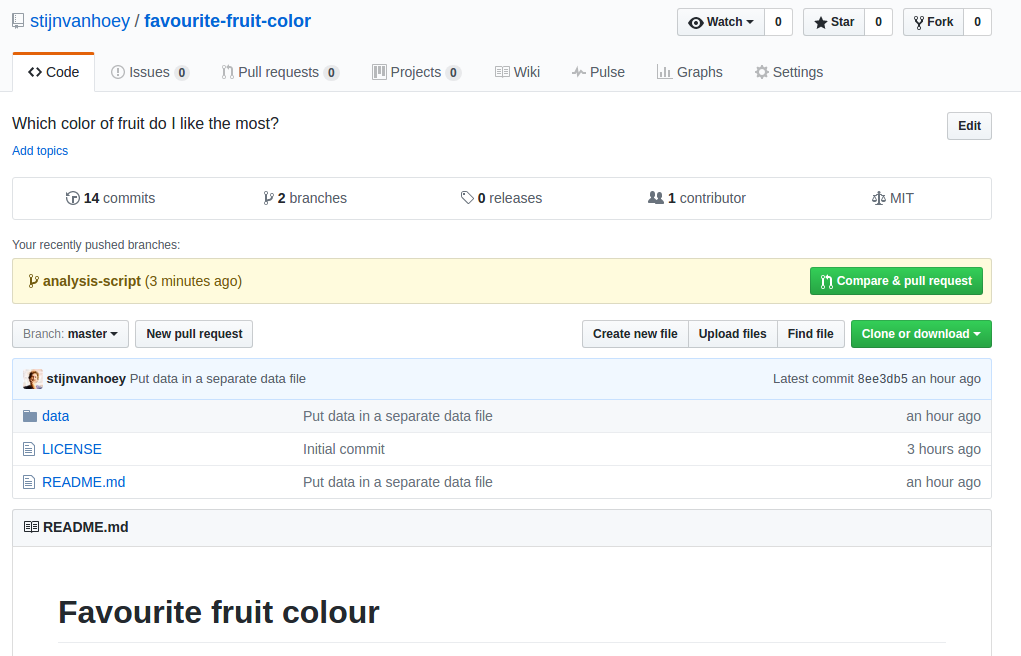 stijnvanhoey / favourite-fruit-color Watch 0 Star 0 Fork 0
Code Issues 0 Pull requests 0 Projects 0 Wiki Pulse Graphs Settings
Which color of fruit do I like the most? Edit
Add topics
14 commits 2 branches 0 releases 1 contributor MIT
Your recently pushed branches:
analysis-script (3 minutes ago) Compare & pull request
Branch: master New pull request Create new file Upload files Find file Clone or download
stijnvanhoey Put data in a separate data file Latest commit 8ee3db5 an hour ago
data Put data in a separate data file an hour ago
LICENSE Initial commit 3 hours ago
README.md Put data in a separate data file an hour ago
README.md
Favourite fruit colour